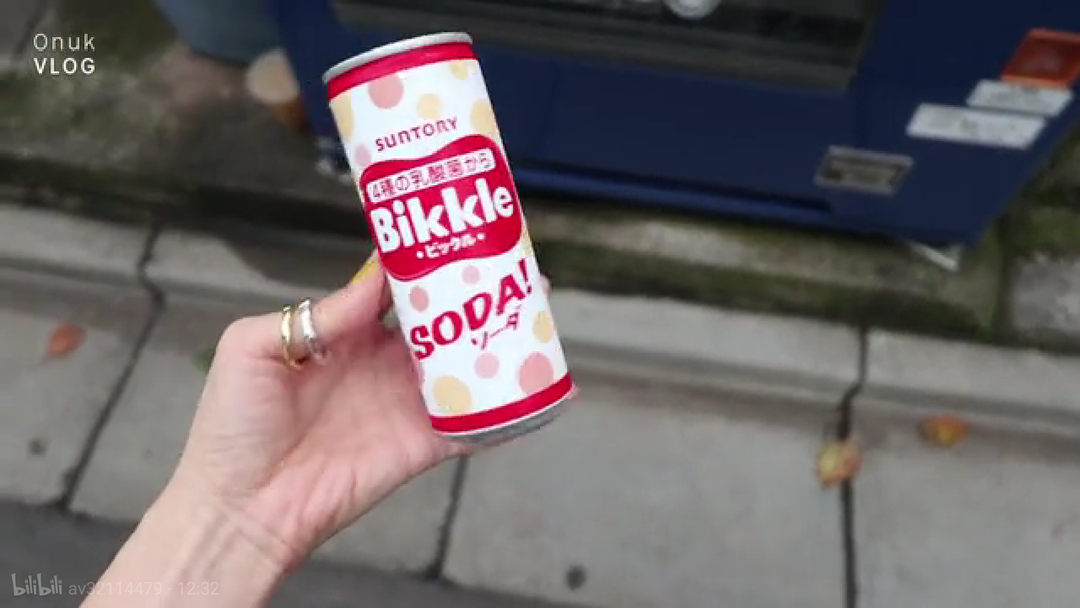 Onuk
VLOG
SUNTORY
4種の乳酸菌から
Bikkle
・ビックル・
SODA!
ソーダ
bilibili av32114479 - 12:32